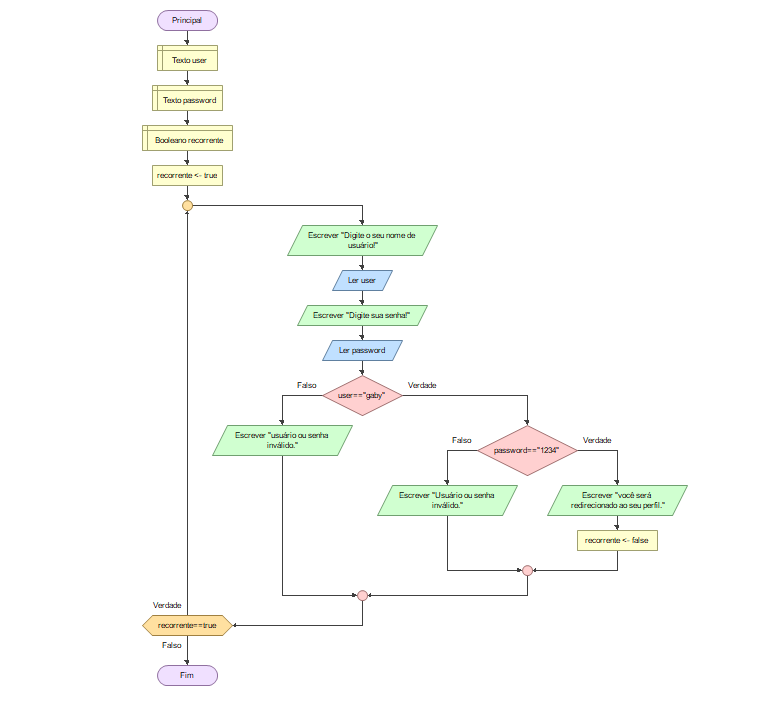 Principal
Texto user
Texto password
Booleano recorrente
recorrente <- true
Escrever "Digite o seu nome de
usuário!"
Ler user
Escrever "Digite sua senha!"
Ler password
Falso
user=="gaby"
Verdade
Escrever "usuário ou senha
inválido."
Falso
password=="1234"
Verdade
Escrever "Usuário ou senha
inválido."
Escrever "você será
redirecionado ao seu perfil."
recorrente <- false
Verdade
recorrente==true
Falso
Fim